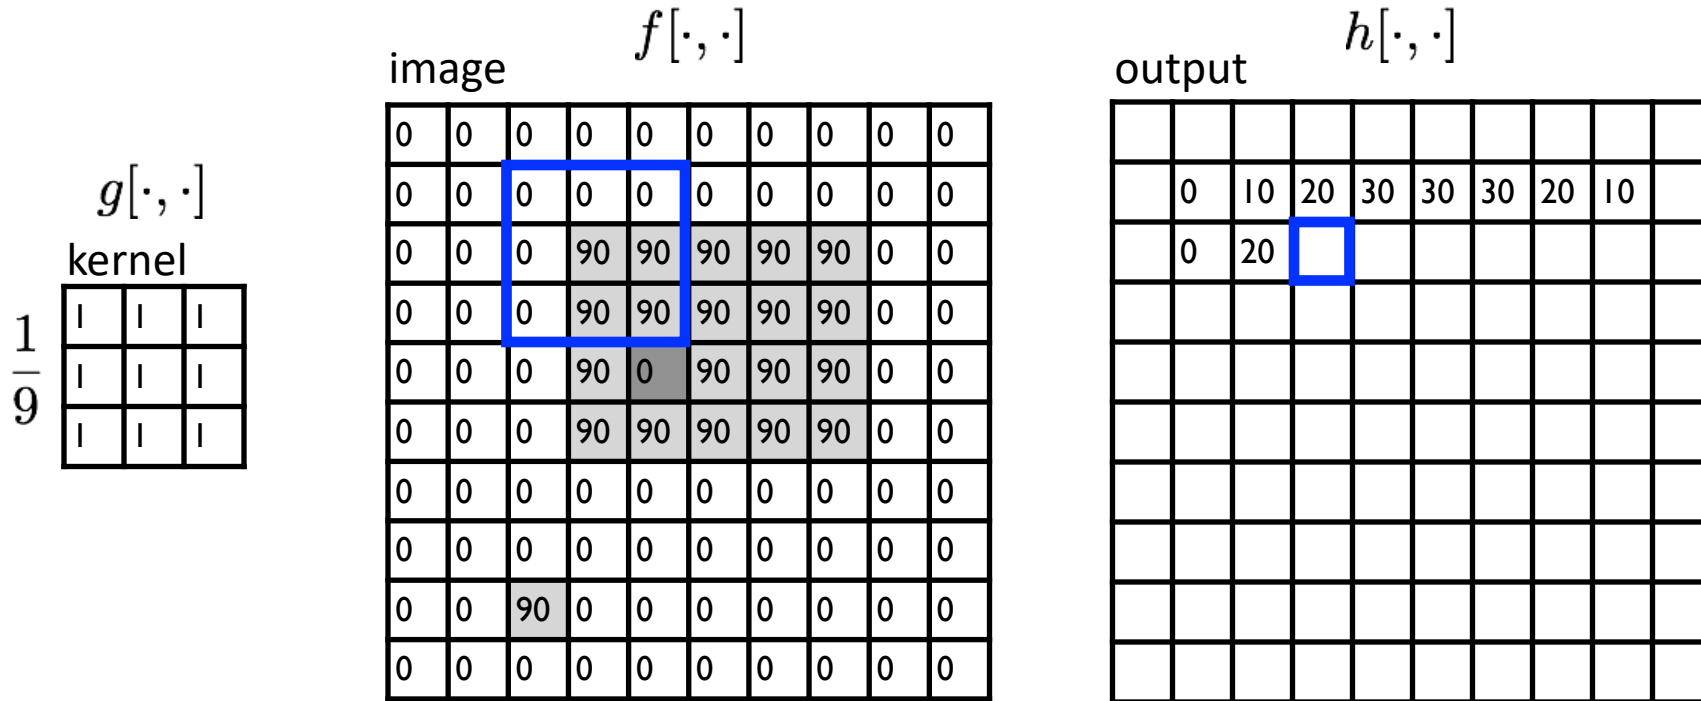 f[·, ·]
h[·, ·]
image
output
g[·, ·]
kernel
1/9
1 1 1
1 1 1
1 1 1
0 0 0 0 0 0 0 0 0 0
0 0 0 0 0 0 0 0 0 0
0 0 0 90 90 90 90 90 0 0
0 0 0 90 90 90 90 90 0 0
0 0 0 90 0 90 90 90 0 0
0 0 0 90 90 90 90 90 0 0
0 0 0 0 0 0 0 0 0 0
0 0 0 0 0 0 0 0 0 0
0 0 90 0 0 0 0 0 0 0
0 0 0 0 0 0 0 0 0 0
0 10 20 30 30 30 20 10
0 20